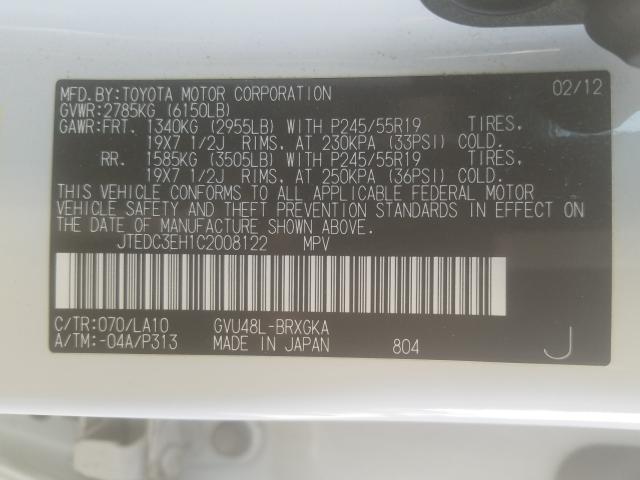 MFD. BY: TOYOTA MOTOR CORPORATION 02/12
GVWR: 2785KG (6150LB)
GAWR: FRT. 1340KG (2955LB) WITH P245/55R19 TIRES,
19X7 1/2J RIMS, AT 230KPA (33PSI) COLD.
RR. 1585KG (3505LB) WITH P245/55R19 TIRES,
19X7 1/2J RIMS, AT 250KPA (36PSI) COLD.
THIS VEHICLE CONFORMS TO ALL APPLICABLE FEDERAL MOTOR
VEHICLE SAFETY AND THEFT PREVENTION STANDARDS IN EFFECT ON
THE DATE OF MANUFACTURE SHOWN ABOVE.
JTEDC3EH1C2008122 MPV
C/TR: 070/LA10 GVU48L-BRXGKA
A/TM: -04A/P313 MADE IN JAPAN 804 J